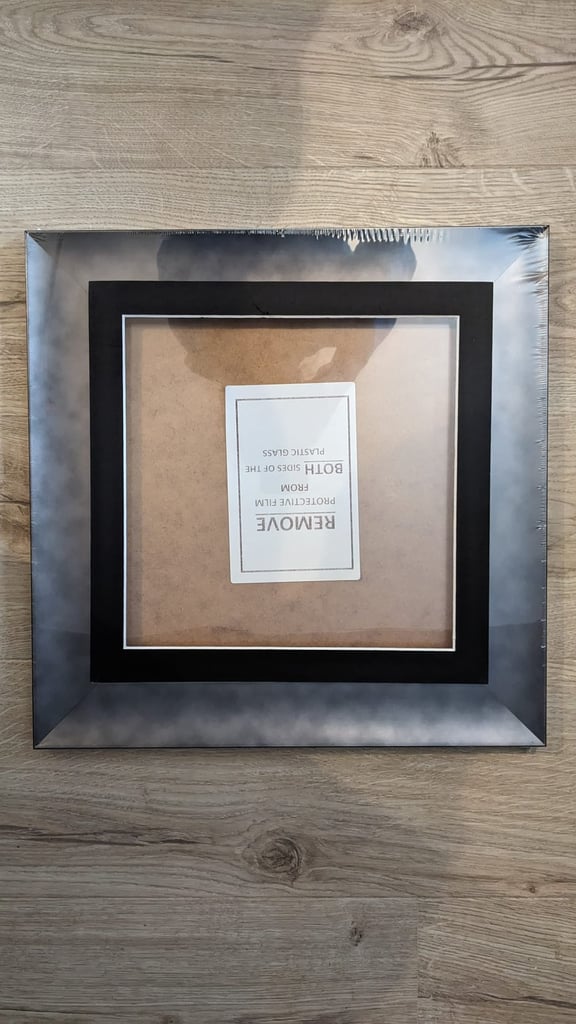 REMOVE
PROTECTIVE FILM
FROM
BOTH SIDES OF THE
PLASTIC GLASS